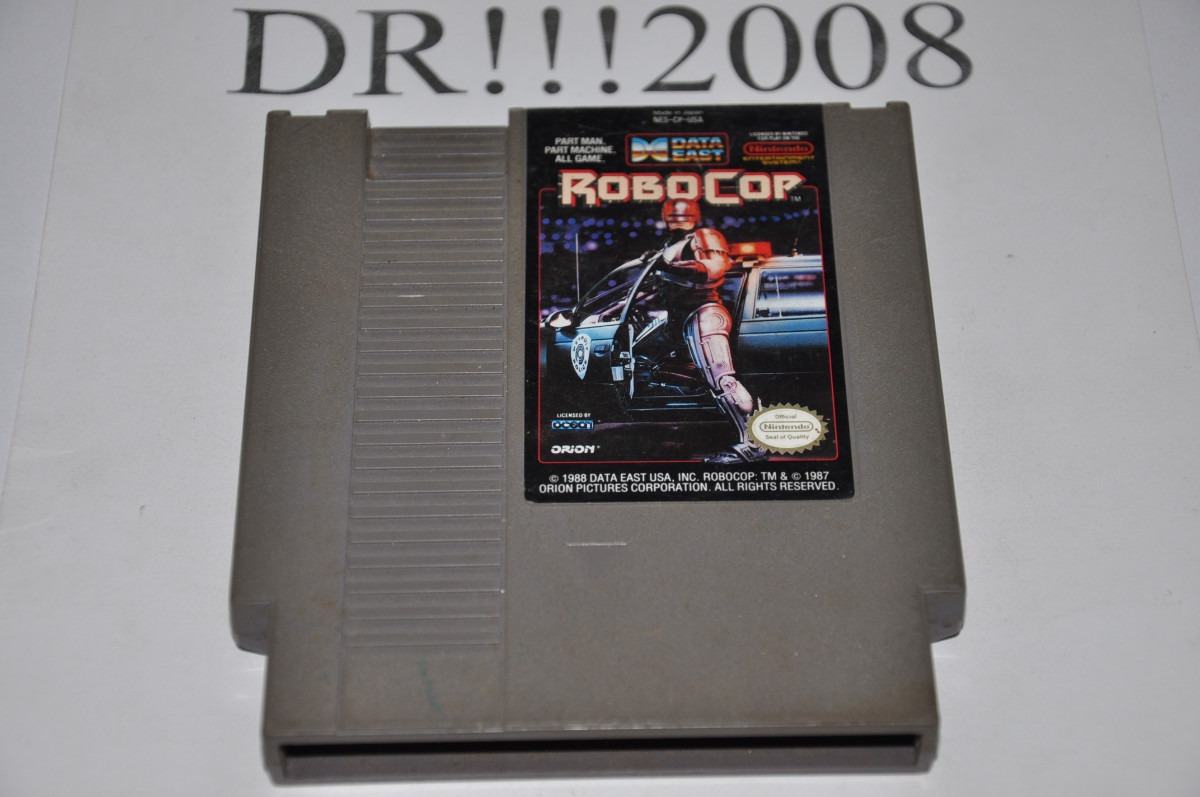 DR!!!2008
Made in Japan
NES-CP-USA
PART MAN.
PART MACHINE.
ALL GAME.
DATA
EAST
LICENSED BY NINTENDO
FOR PLAY ON THE
Nintendo
ENTERTAINMENT
SYSTEM
ROBOCOP
TM
LICENSED BY
ocean
ORION
Official
Nintendo
Seal of Quality
© 1988 DATA EAST USA, INC. ROBOCOP: TM & © 1987
ORION PICTURES CORPORATION. ALL RIGHTS RESERVED.